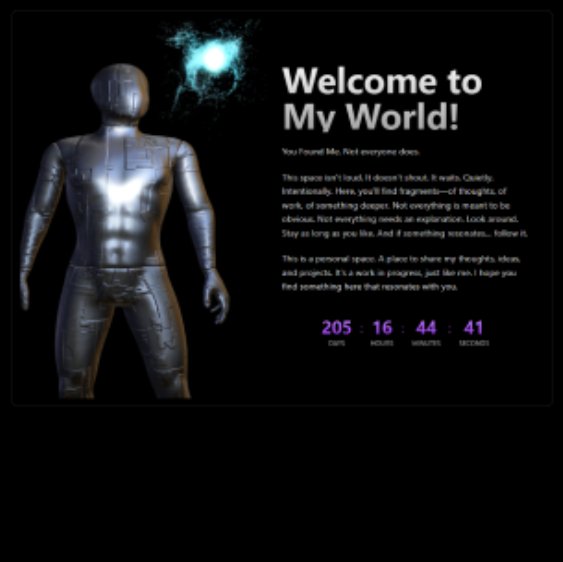 Welcome to
My World!
You Found Me. Not everyone does.
This space isn't loud. It doesn't shout. It waits. Quietly.
Intentionally. Here, you'll find fragments—of thoughts, of
work, of something deeper. Not everything is meant to be
obvious. Not everything needs an explanation. Look around.
Stay as long as you like. And if something resonates... follow it.
This is a personal space. A place to share my thoughts, ideas,
and projects. It's a work in progress, just like me. I hope you
find something here that resonates with you.
205 : 16 : 44 : 41
DAYS HOURS MINUTES SECONDS